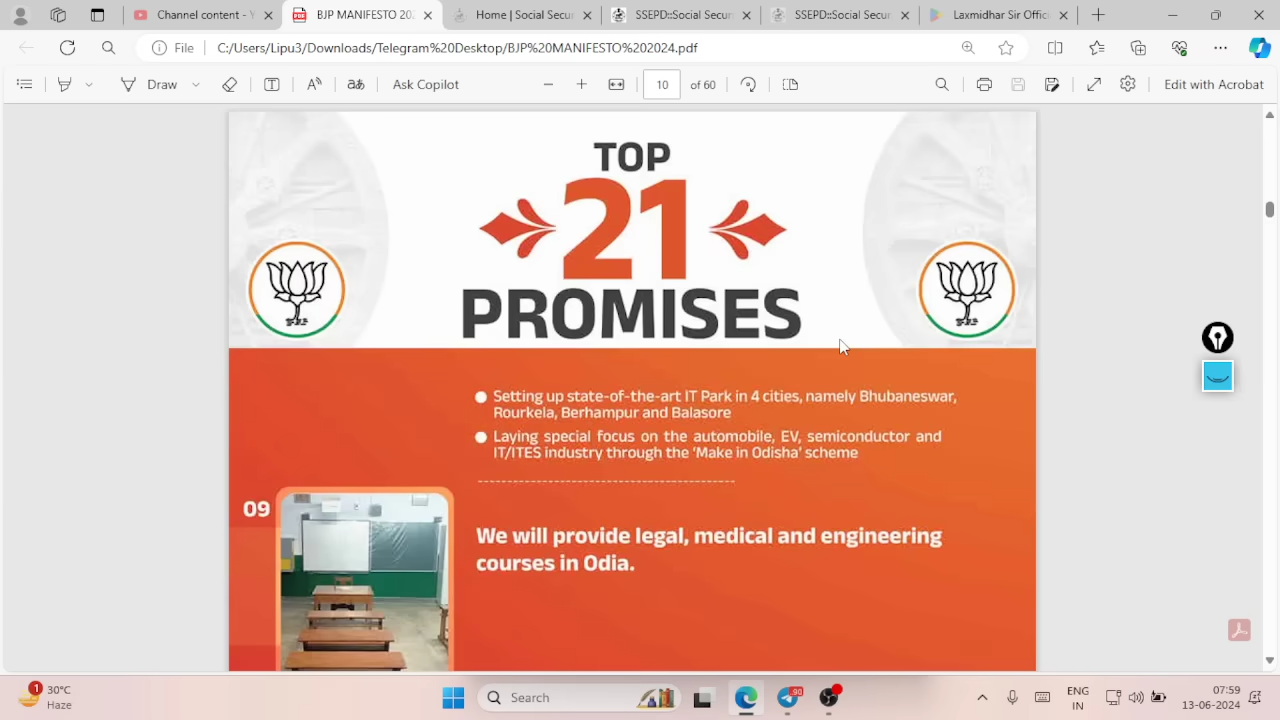 Channel content - Y
BJP MANIFESTO 202
Home | Social Secu
SSEPD::Social Secur
SSEPD::Social Secur
Laxmidhar Sir Offic
File
C:/Users/Lipu3/Downloads/Telegram%20Desktop/BJP%20MANIFESTO%202024.pdf
Draw
Ask Copilot
10
of 60
Edit with Acrobat
TOP
21
PROMISES
Setting up state-of-the-art IT Park in 4 cities, namely Bhubaneswar,
Rourkela, Berhampur and Balasore
Laying special focus on the automobile, EV, semiconductor and
IT/ITES industry through the ‘Make in Odisha’ scheme
09
We will provide legal, medical and engineering
courses in Odia.
1
30°C
Haze
Search
90
ENG
IN
07:59
13-06-2024